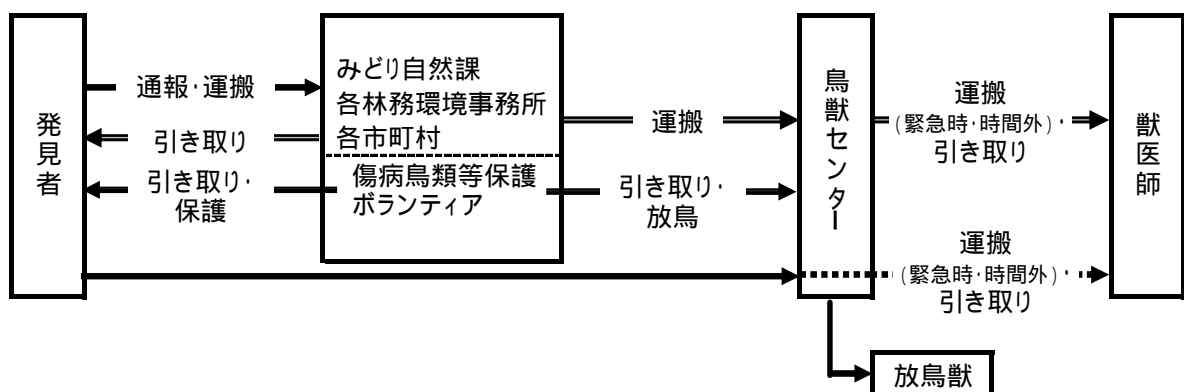 発見者
通報・運搬
引き取り
引き取り・
保護
みどり自然課
各林務環境事務所
各市町村
傷病鳥類等保護
ボランティア
運搬
引き取り・
放鳥
鳥獣センター
運搬
(緊急時・時間外)・
引き取り
運搬
(緊急時・時間外)・
引き取り
獣医師
放鳥獣